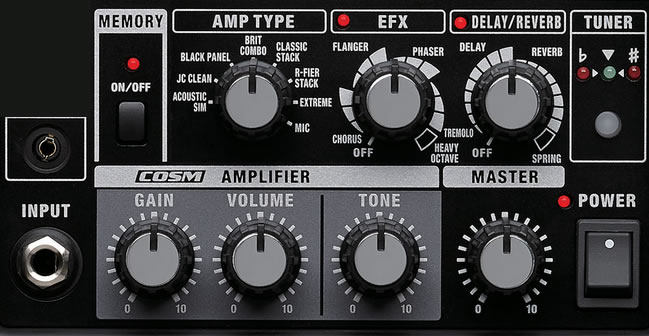 MEMORY
ON/OFF
AMP TYPE
BRIT
COMBO
CLASSIC
STACK
BLACK PANEL
R-FIER
STACK
JC CLEAN
EXTREME
ACOUSTIC
SIM
MIC
EFX
FLANGER
PHASER
CHORUS
TREMOLO
OFF
HEAVY
OCTAVE
DELAY/REVERB
DELAY
REVERB
OFF
SPRING
TUNER
♭ ♯
INPUT
COSM AMPLIFIER
GAIN
0 10
VOLUME
0 10
TONE
0 10
MASTER
0 10
POWER